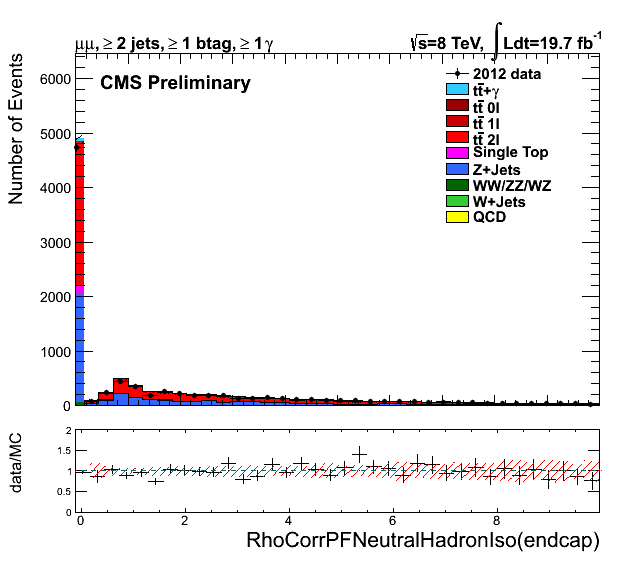 μμ, ≥ 2 jets, ≥ 1 btag, ≥ 1 γ √s=8 TeV, ∫ Ldt=19.7 fb⁻¹
CMS Preliminary
Number of Events
6000
5000
4000
3000
2000
1000
0
2012 data
tt̄+γ
tt̄ 0l
tt̄ 1l
tt̄ 2l
Single Top
Z+Jets
WW/ZZ/WZ
W+Jets
QCD
data/MC
2
1.5
1
0.5
0
0 2 4 6 8
RhoCorrPFNeutralHadronIso(endcap)